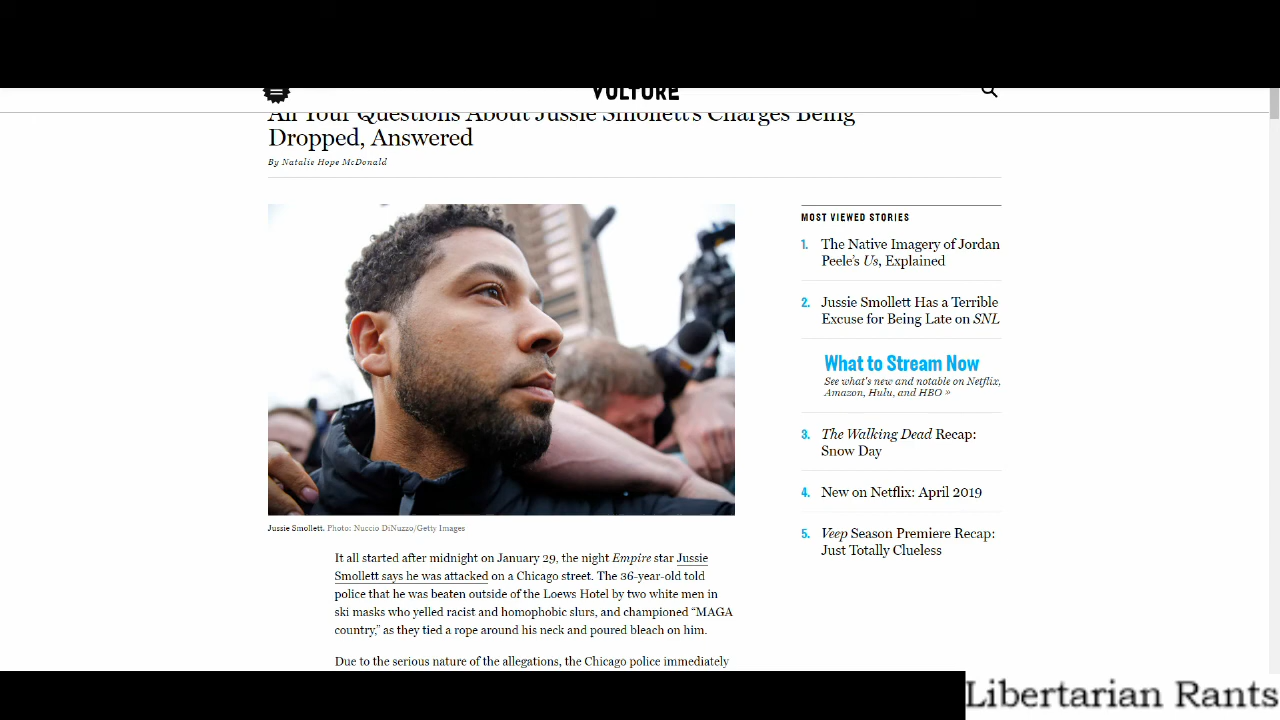 VULTURE
All Your Questions About Jussie Smollett's Charges Being
Dropped, Answered
By Natalie Hope McDonald
MOST VIEWED STORIES
1. The Native Imagery of Jordan
Peele's Us, Explained
2. Jussie Smollett Has a Terrible
Excuse for Being Late on SNL
What to Stream Now
See what's new and notable on Netflix,
Amazon, Hulu, and HBO »
3. The Walking Dead Recap:
Snow Day
4. New on Netflix: April 2019
5. Veep Season Premiere Recap:
Just Totally Clueless
Jussie Smollett. Photo: Nuccio DiNuzzo/Getty Images
It all started after midnight on January 29, the night Empire star Jussie
Smollett says he was attacked on a Chicago street. The 36-year-old told
police that he was beaten outside of the Loews Hotel by two white men in
ski masks who yelled racist and homophobic slurs, and championed “MAGA
country,” as they tied a rope around his neck and poured bleach on him.
Due to the serious nature of the allegations, the Chicago police immediately
Libertarian Rants